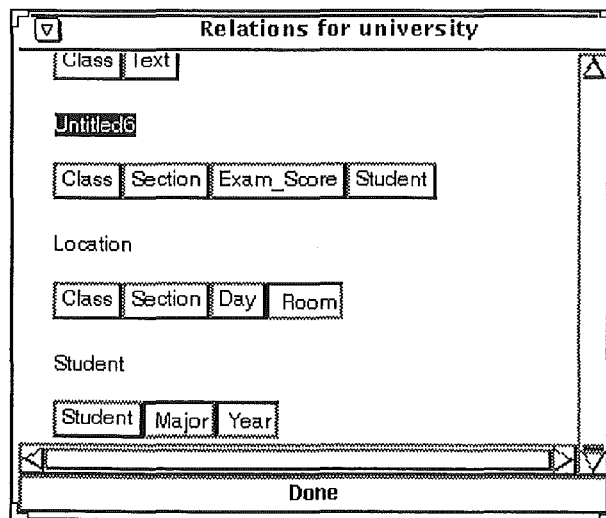 Relations for university
Class Text
Untitled6
Class Section Exam_Score Student
Location
Class Section Day Room
Student
Student Major Year
Done